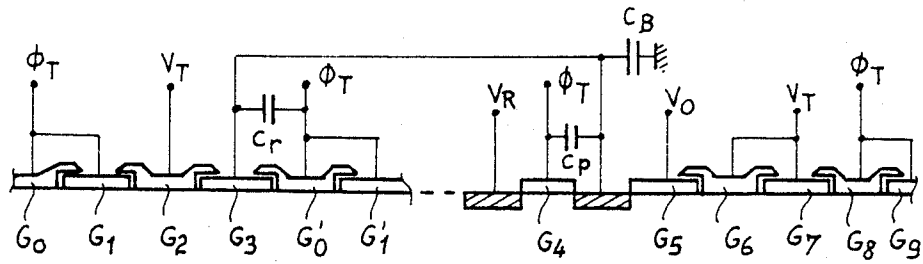 C_B
ϕ_T V_T ϕ_T V_R ϕ_T V_O V_T ϕ_T
C_r C_p
G_0 G_1 G_2 G_3 G'_0 G'_1 G_4 G_5 G_6 G_7 G_8 G_9